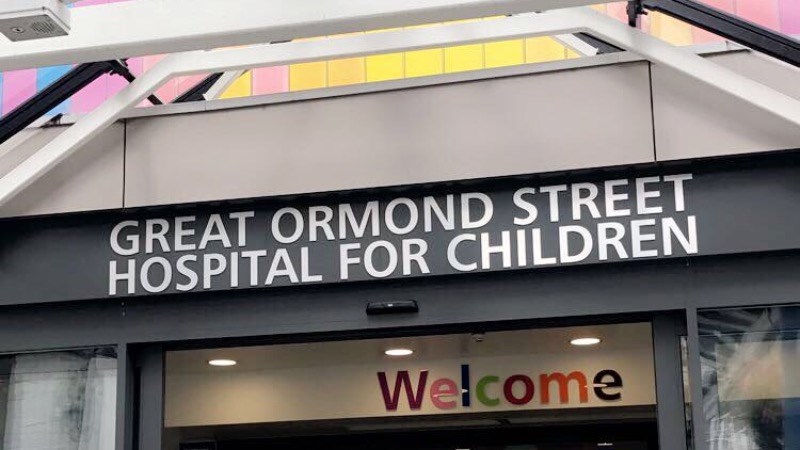 GREAT ORMOND STREET
HOSPITAL FOR CHILDREN
Welcome